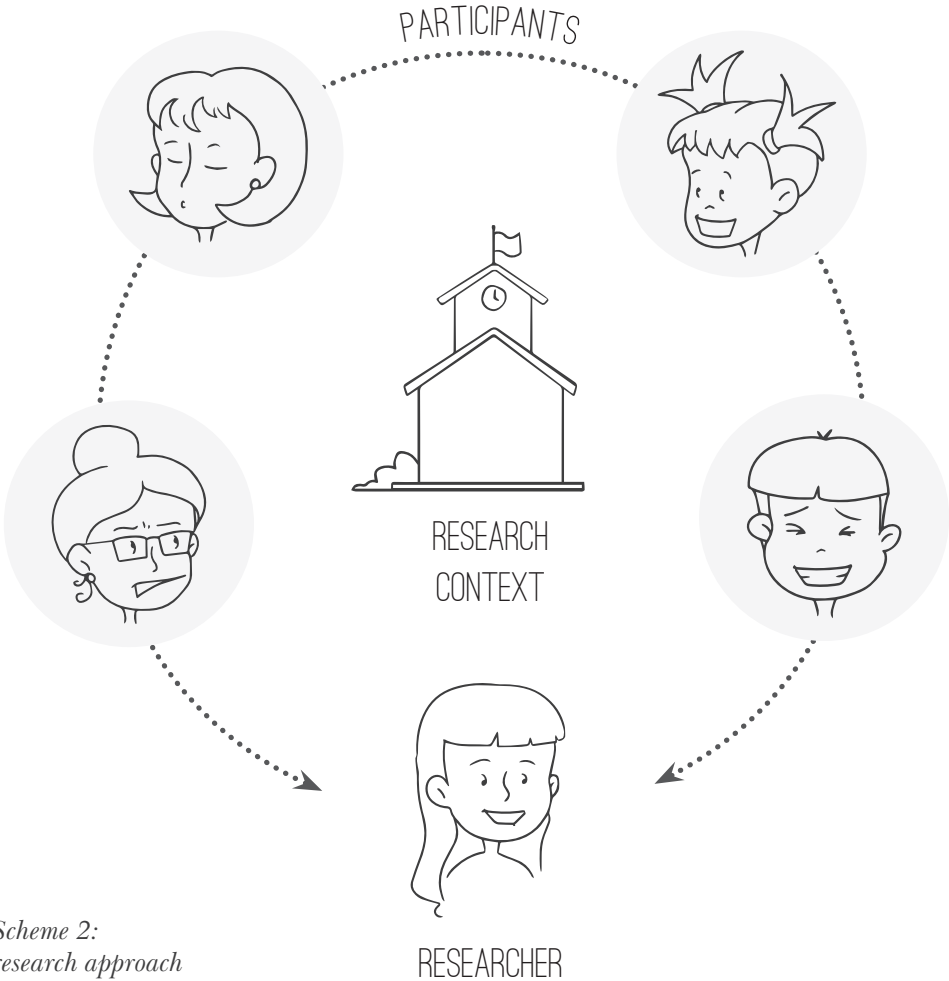 PARTICIPANTS
RESEARCH
CONTEXT
RESEARCHER
Scheme 2:
research approach